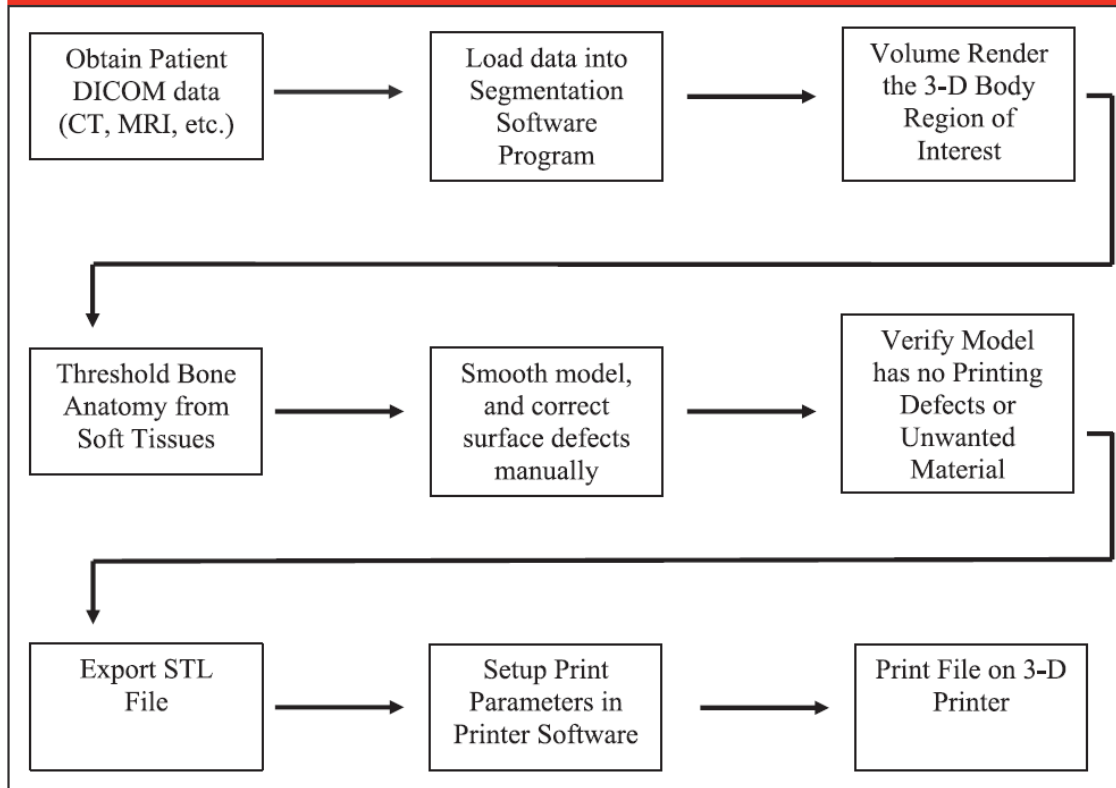 Obtain Patient
DICOM data
(CT, MRI, etc.)
Load data into
Segmentation
Software
Program
Volume Render
the 3-D Body
Region of
Interest
Threshold Bone
Anatomy from
Soft Tissues
Smooth model,
and correct
surface defects
manually
Verify Model
has no Printing
Defects or
Unwanted
Material
Export STL
File
Setup Print
Parameters in
Printer Software
Print File on 3-D
Printer